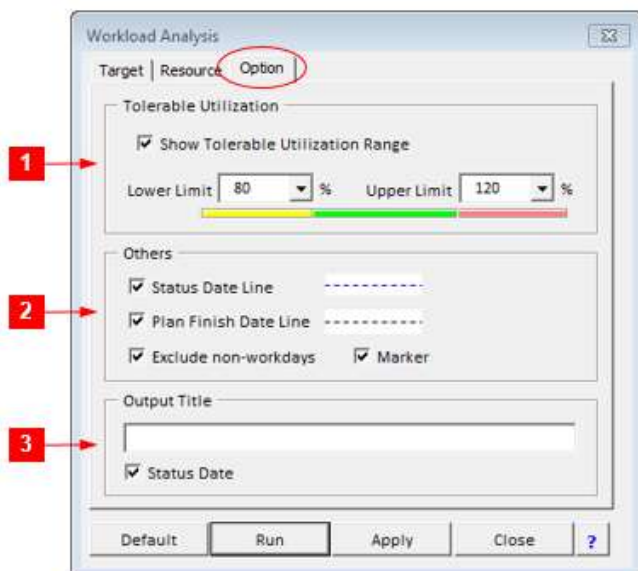 Workload Analysis
Target Resource Option
Tolerable Utilization
1
Show Tolerable Utilization Range
Lower Limit 80 % Upper Limit 120 %
Others
Status Date Line
2
Plan Finish Date Line
Exclude non-workdays Marker
Output Title
3
Status Date
Default Run Apply Close ?